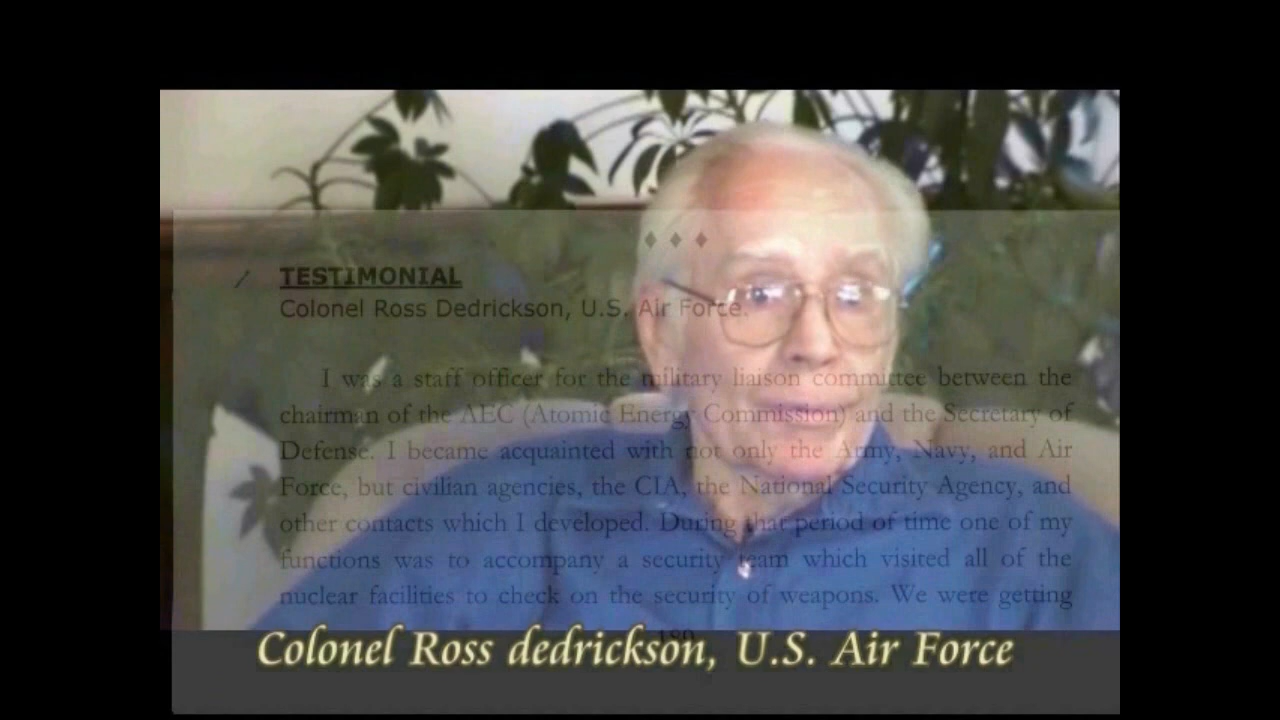 ♦ ♦ ♦
TESTIMONIAL
Colonel Ross Dedrickson, U.S. Air Force.
I was a staff officer for the military liaison committee between the
chairman of the AEC (Atomic Energy Commission) and the Secretary of
Defense. I became acquainted with not only the Army, Navy, and Air
Force, but civilian agencies, the CIA, the National Security Agency, and
other contacts which I developed. During that period of time one of my
functions was to accompany a security team which visited all of the
nuclear facilities to check on the security of weapons. We were getting
Colonel Ross dedrickson, U.S. Air Force